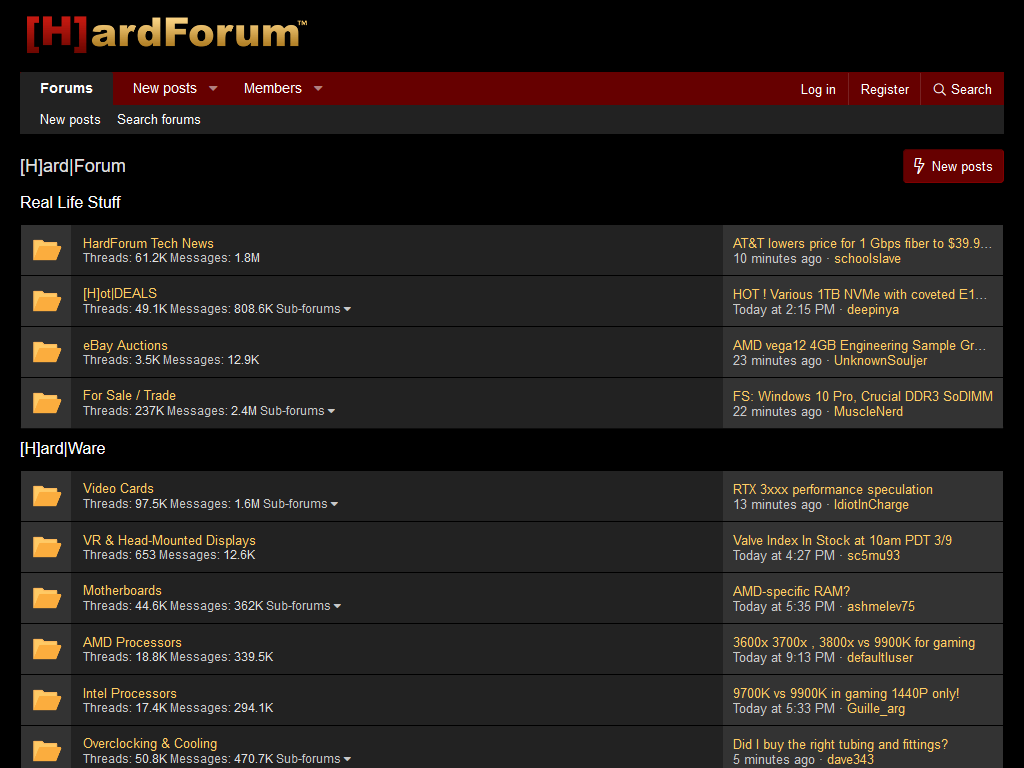 [H]ardForum™
Forums New posts Members Log in Register Search
New posts Search forums
[H]ard|Forum New posts
Real Life Stuff
HardForum Tech News
Threads: 61.2K Messages: 1.8M
AT&T lowers price for 1 Gbps fiber to $39.9...
10 minutes ago · schoolslave
[H]ot|DEALS
Threads: 49.1K Messages: 808.6K Sub-forums
HOT ! Various 1TB NVMe with coveted E1...
Today at 2:15 PM · deepinya
eBay Auctions
Threads: 3.5K Messages: 12.9K
AMD vega12 4GB Engineering Sample Gr...
23 minutes ago · UnknownSouljer
For Sale / Trade
Threads: 237K Messages: 2.4M Sub-forums
FS: Windows 10 Pro, Crucial DDR3 SoDIMM
22 minutes ago · MuscleNerd
[H]ard|Ware
Video Cards
Threads: 97.5K Messages: 1.6M Sub-forums
RTX 3xxx performance speculation
13 minutes ago · IdiotInCharge
VR & Head-Mounted Displays
Threads: 653 Messages: 12.6K
Valve Index In Stock at 10am PDT 3/9
Today at 4:27 PM · sc5mu93
Motherboards
Threads: 44.6K Messages: 362K Sub-forums
AMD-specific RAM?
Today at 5:35 PM · ashmelev75
AMD Processors
Threads: 18.8K Messages: 339.5K
3600x 3700x , 3800x vs 9900K for gaming
Today at 9:13 PM · defaultluser
Intel Processors
Threads: 17.4K Messages: 294.1K
9700K vs 9900K in gaming 1440P only!
Today at 5:33 PM · Guille_arg
Overclocking & Cooling
Threads: 50.8K Messages: 470.7K Sub-forums
Did I buy the right tubing and fittings?
5 minutes ago · dave343